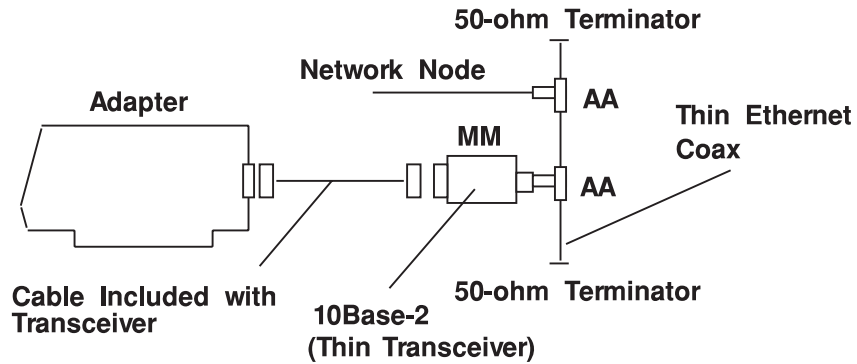 50-ohm Terminator
Network Node
Adapter
AA
Thin Ethernet
Coax
MM
AA
Cable Included with
Transceiver
10Base-2
(Thin Transceiver)
50-ohm Terminator